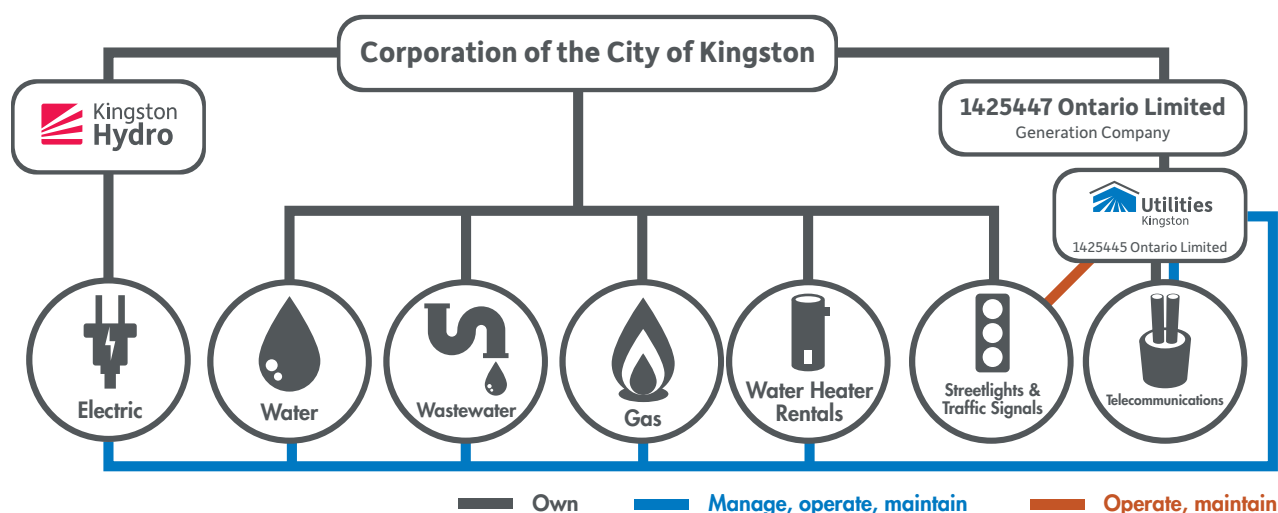 Corporation of the City of Kingston
Kingston
Hydro
1425447 Ontario Limited
Generation Company
Utilities
Kingston
1425445 Ontario Limited
Electric
Water
Wastewater
Gas
Water Heater
Rentals
Streetlights &
Traffic Signals
Telecommunications
Own
Manage, operate, maintain
Operate, maintain